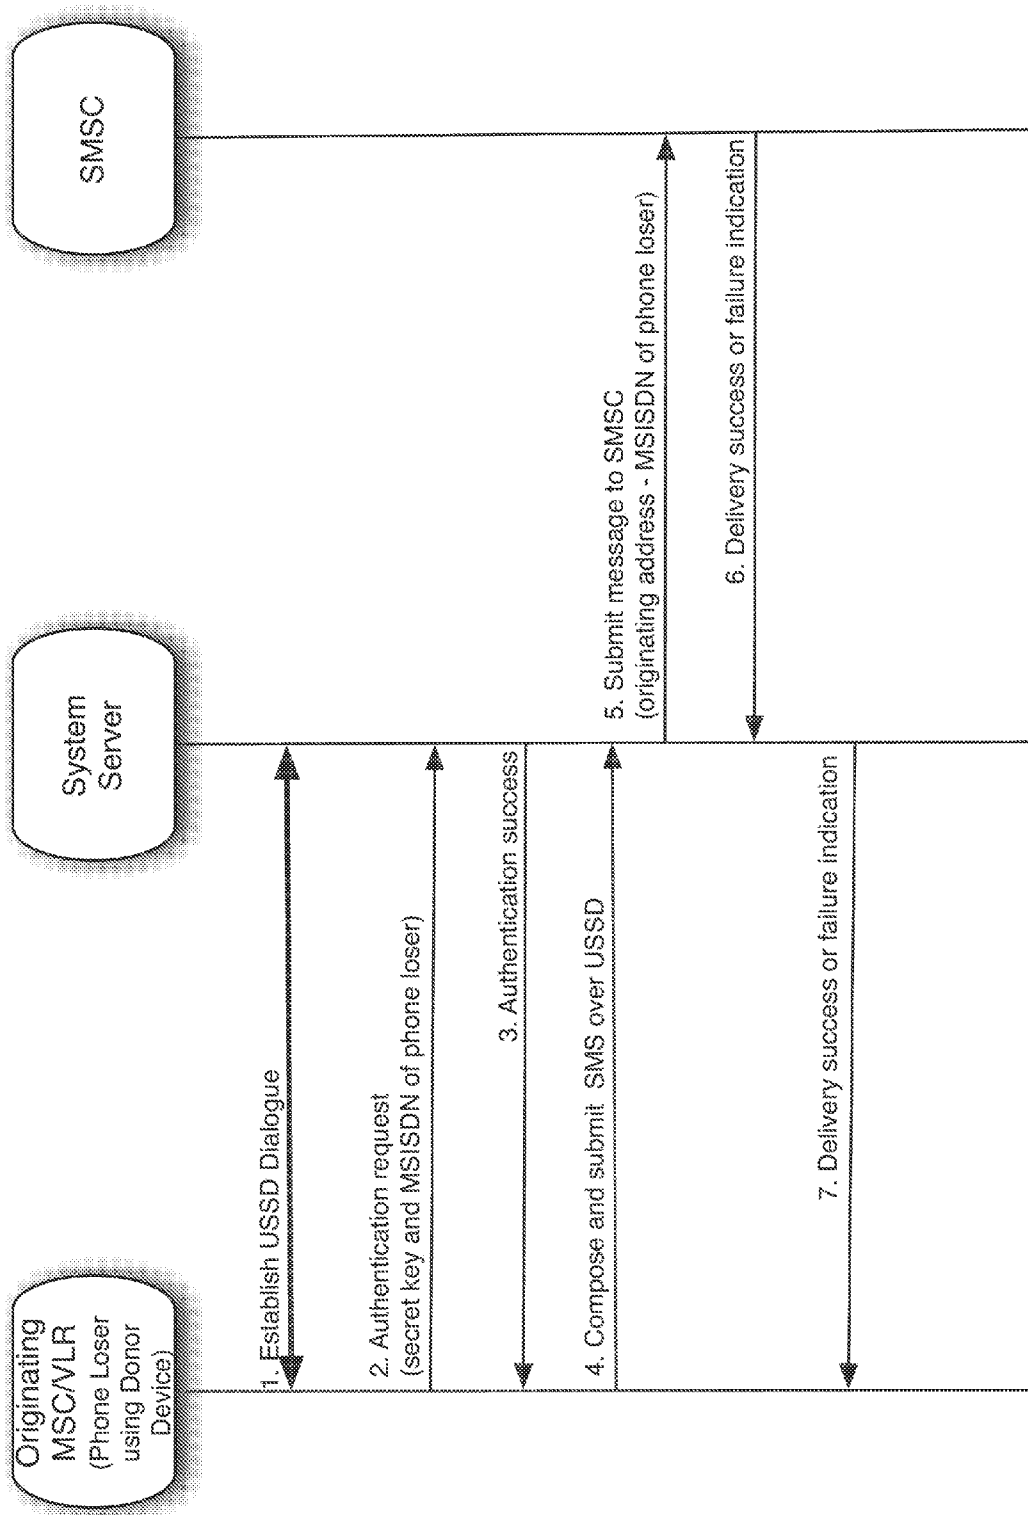 Originating
MSC/VLR
(Phone Loser
using Donor
Device)
System
Server
SMSC
1. Establish USSD Dialogue
2. Authentication request
(secret key and MSISDN of phone loser)
3. Authentication success
4. Compose and submit SMS over USSD
5. Submit message to SMSC
(originating address - MSISDN of phone loser)
6. Delivery success or failure indication
7. Delivery success or failure indication